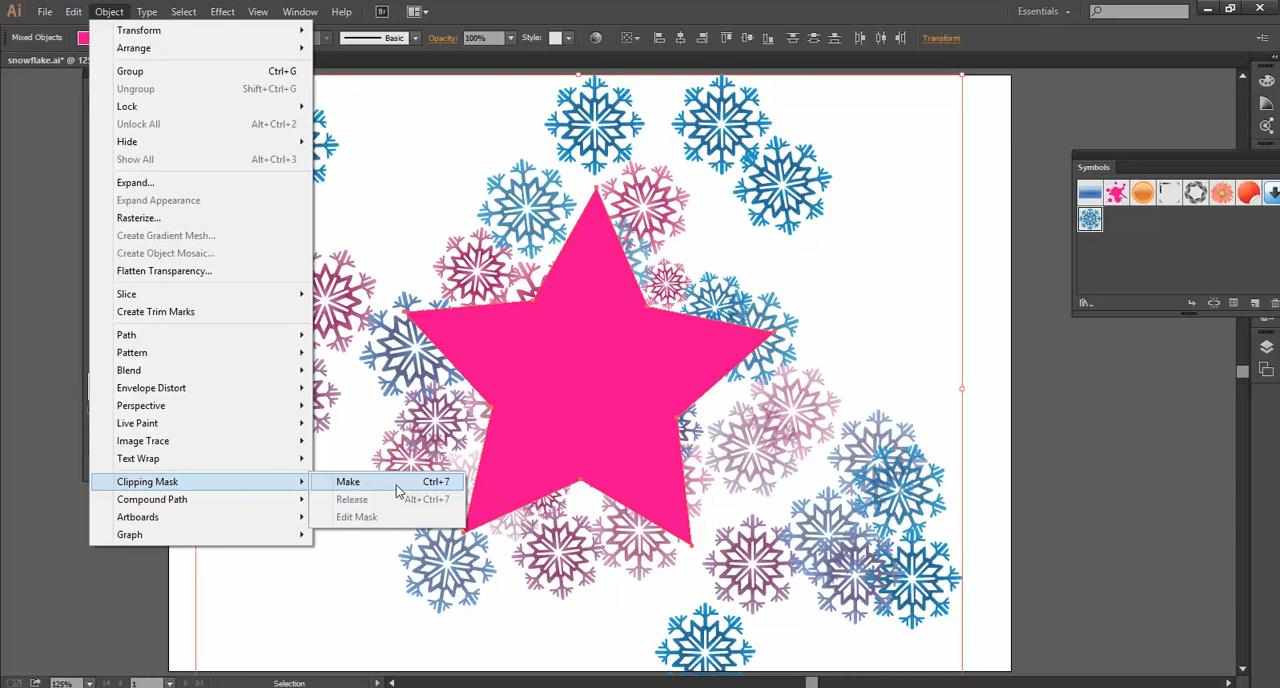 Ai File Edit Object Type Select Effect View Window Help Br Essentials
Mixed Objects Basic Opacity: 100% Style: Transform
snowflake.ai* @ 12
Transform
Arrange
Group Ctrl+G
Ungroup Shift+Ctrl+G
Lock
Unlock All Alt+Ctrl+2
Hide
Show All Alt+Ctrl+3
Expand...
Expand Appearance
Rasterize...
Create Gradient Mesh...
Create Object Mosaic...
Flatten Transparency...
Slice
Create Trim Marks
Path
Pattern
Blend
Envelope Distort
Perspective
Live Paint
Image Trace
Text Wrap
Clipping Mask
Compound Path
Artboards
Graph
Make Ctrl+7
Release Alt+Ctrl+7
Edit Mask
Symbols
125% 1 Selection